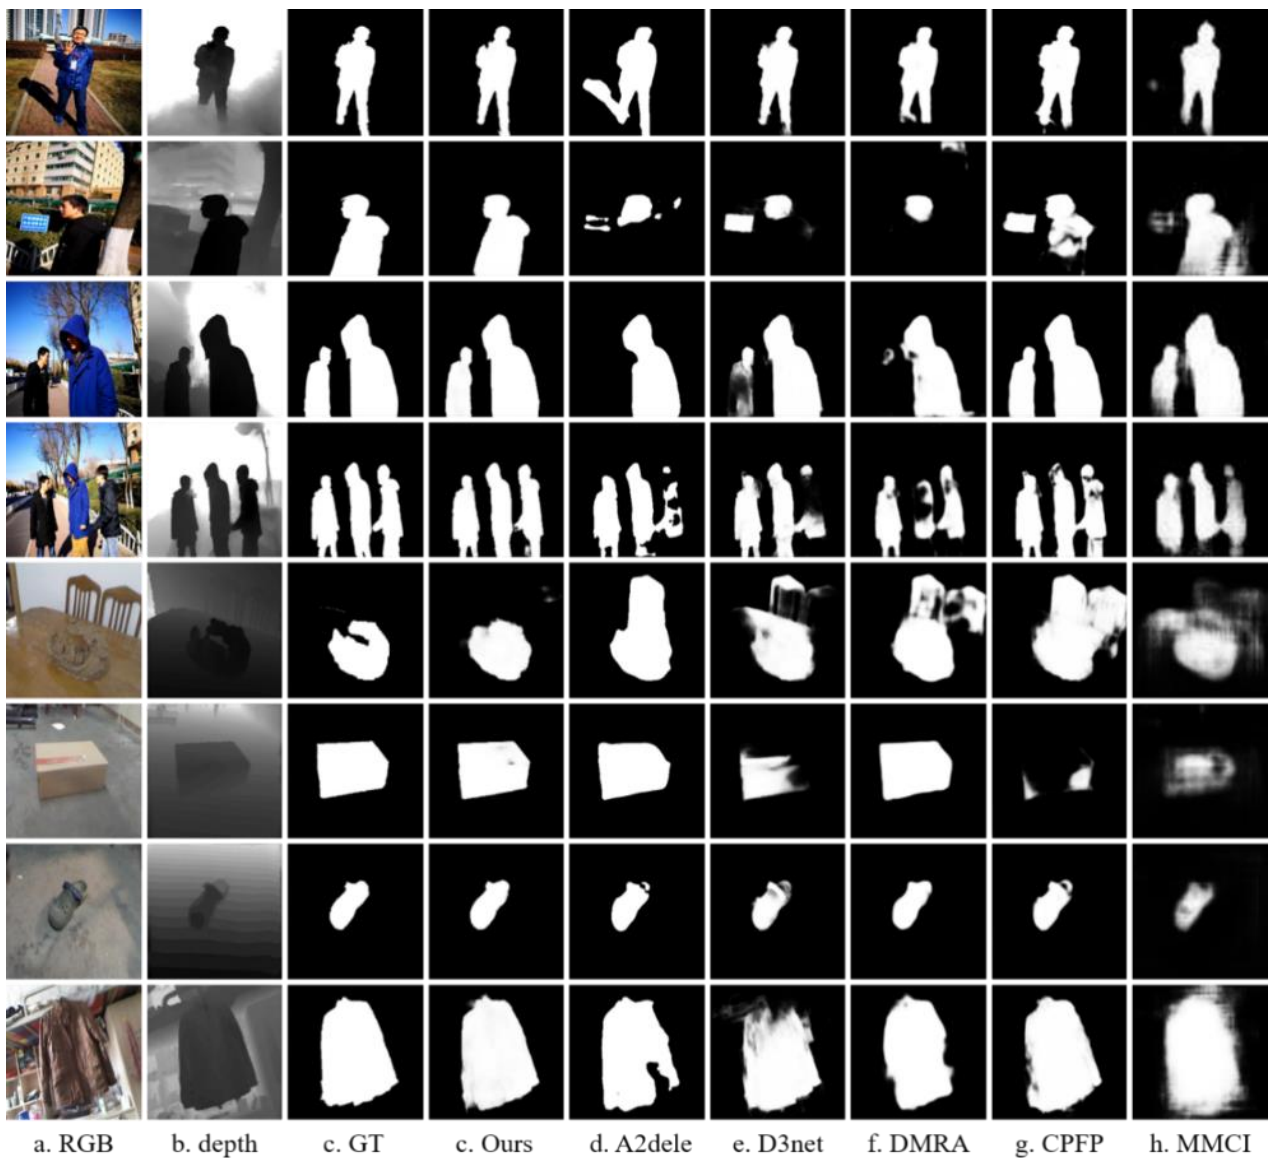 a. RGB b. depth c. GT c. Ours d. A2dele e. D3net f. DMRA g. CPFP h. MMCI